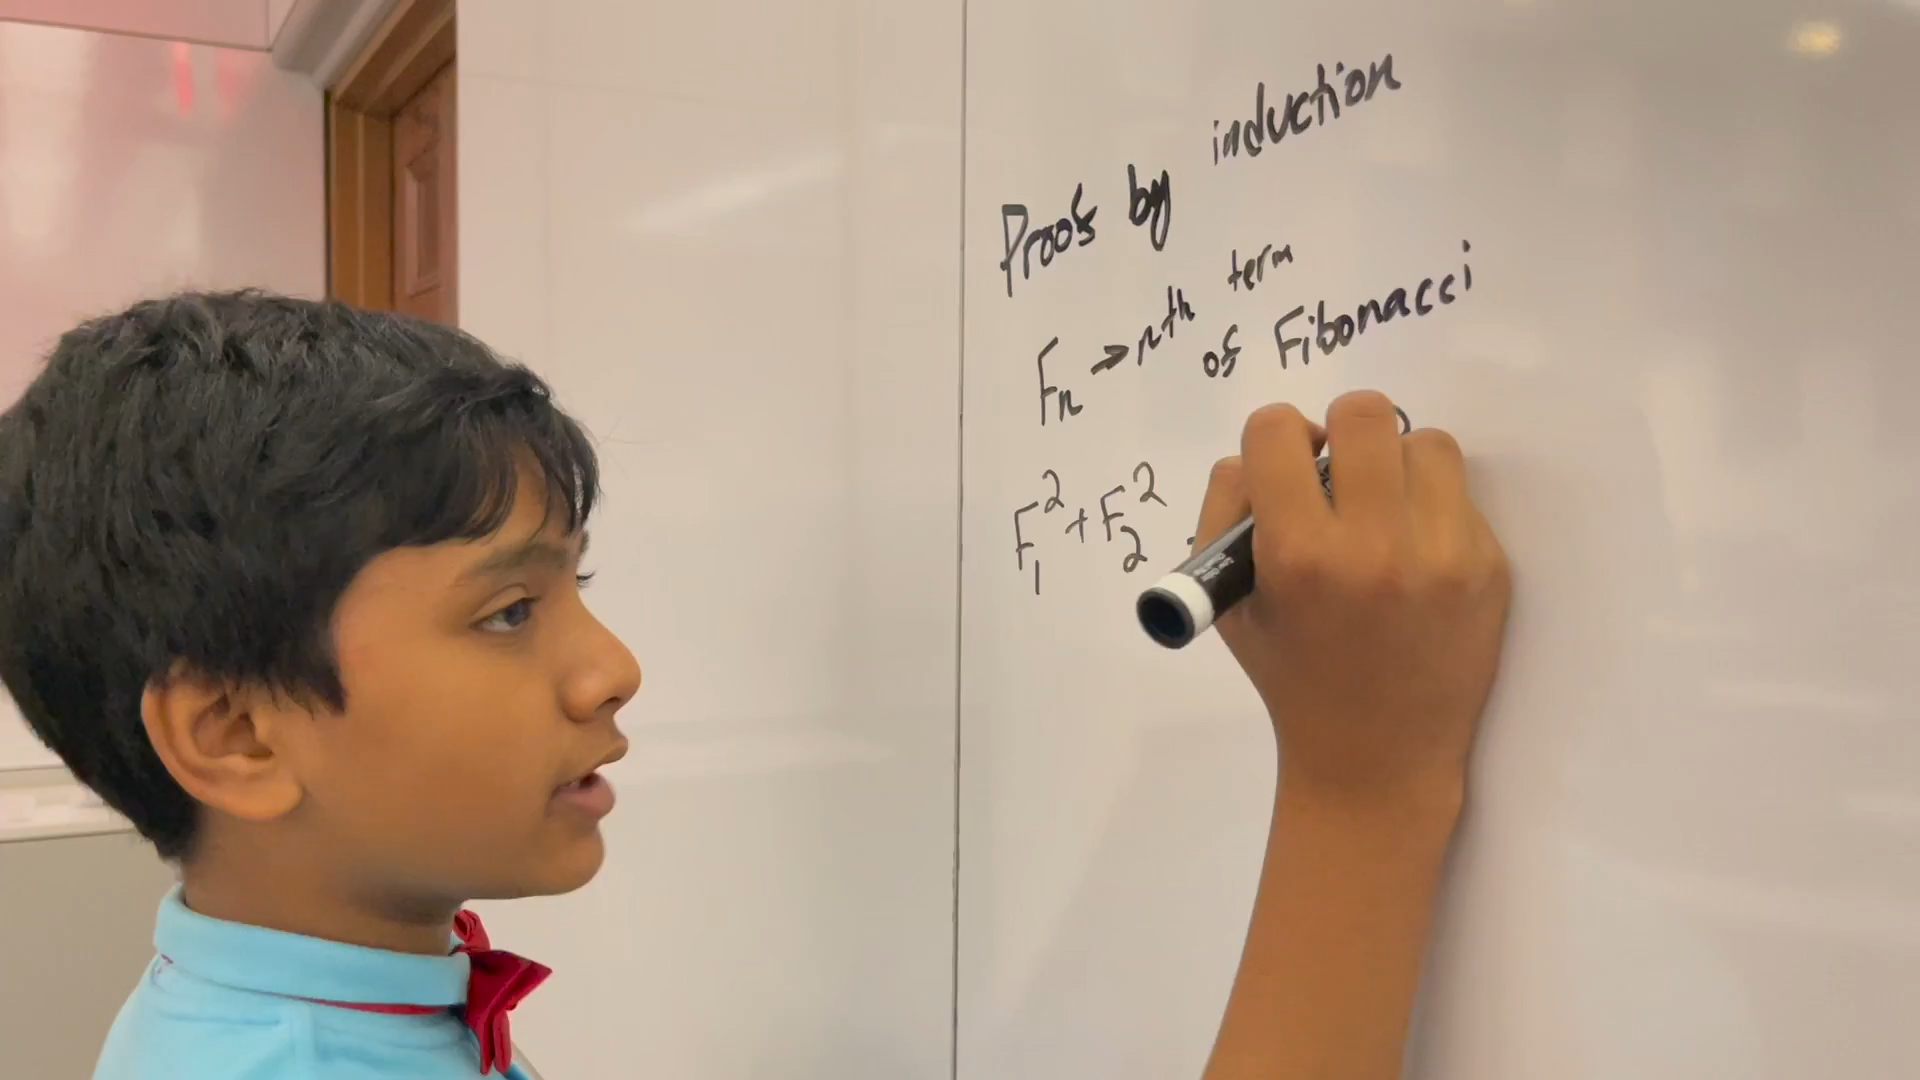 Proofs by induction
Fn → nth term
of Fibonacci
F₁² + F₂²